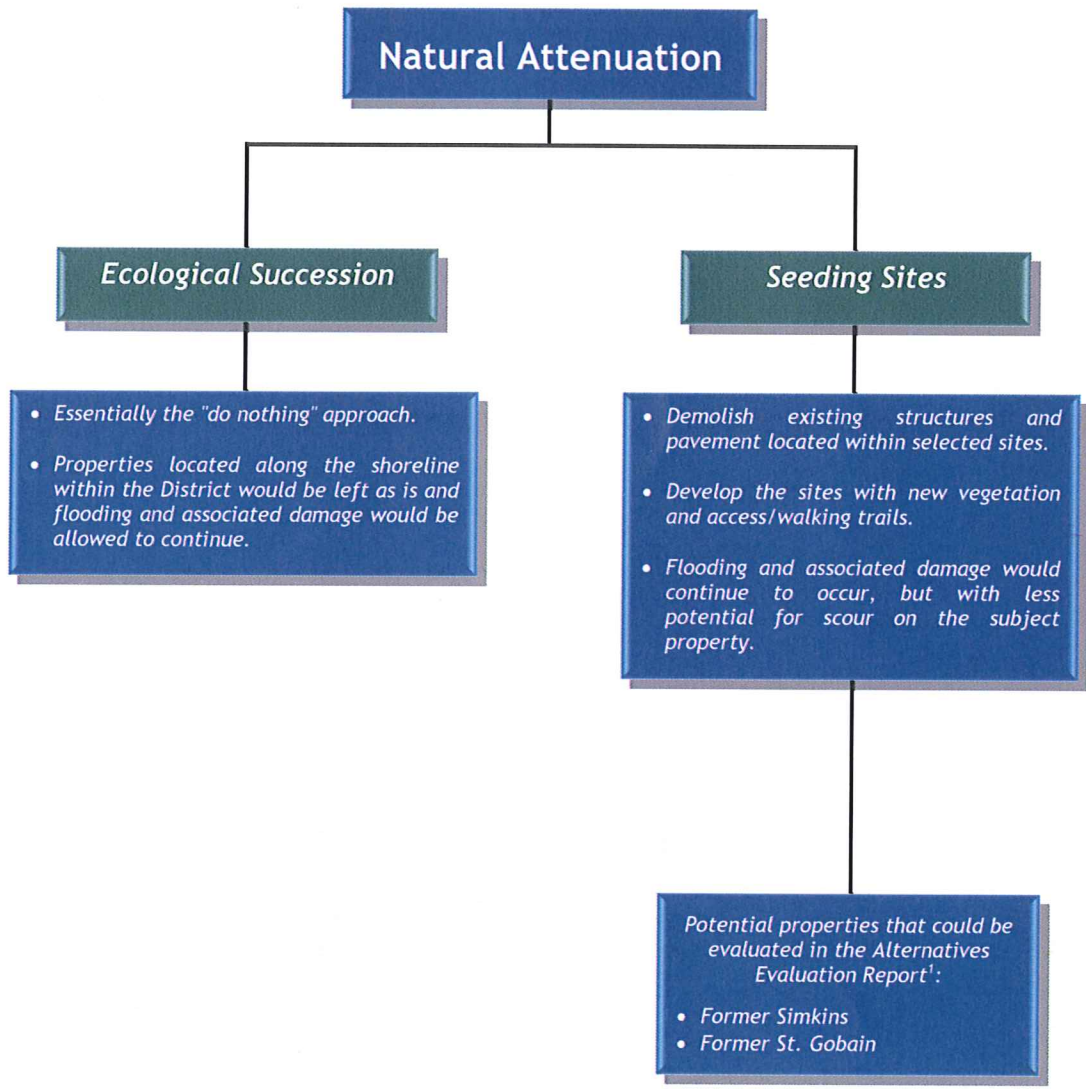 Natural Attenuation
Ecological Succession
• Essentially the "do nothing" approach.
• Properties located along the shoreline
within the District would be left as is and
flooding and associated damage would be
allowed to continue.
Seeding Sites
• Demolish existing structures and
pavement located within selected sites.
• Develop the sites with new vegetation
and access/walking trails.
• Flooding and associated damage would
continue to occur, but with less
potential for scour on the subject
property.
Potential properties that could be
evaluated in the Alternatives
Evaluation Report¹:
• Former Simkins
• Former St. Gobain